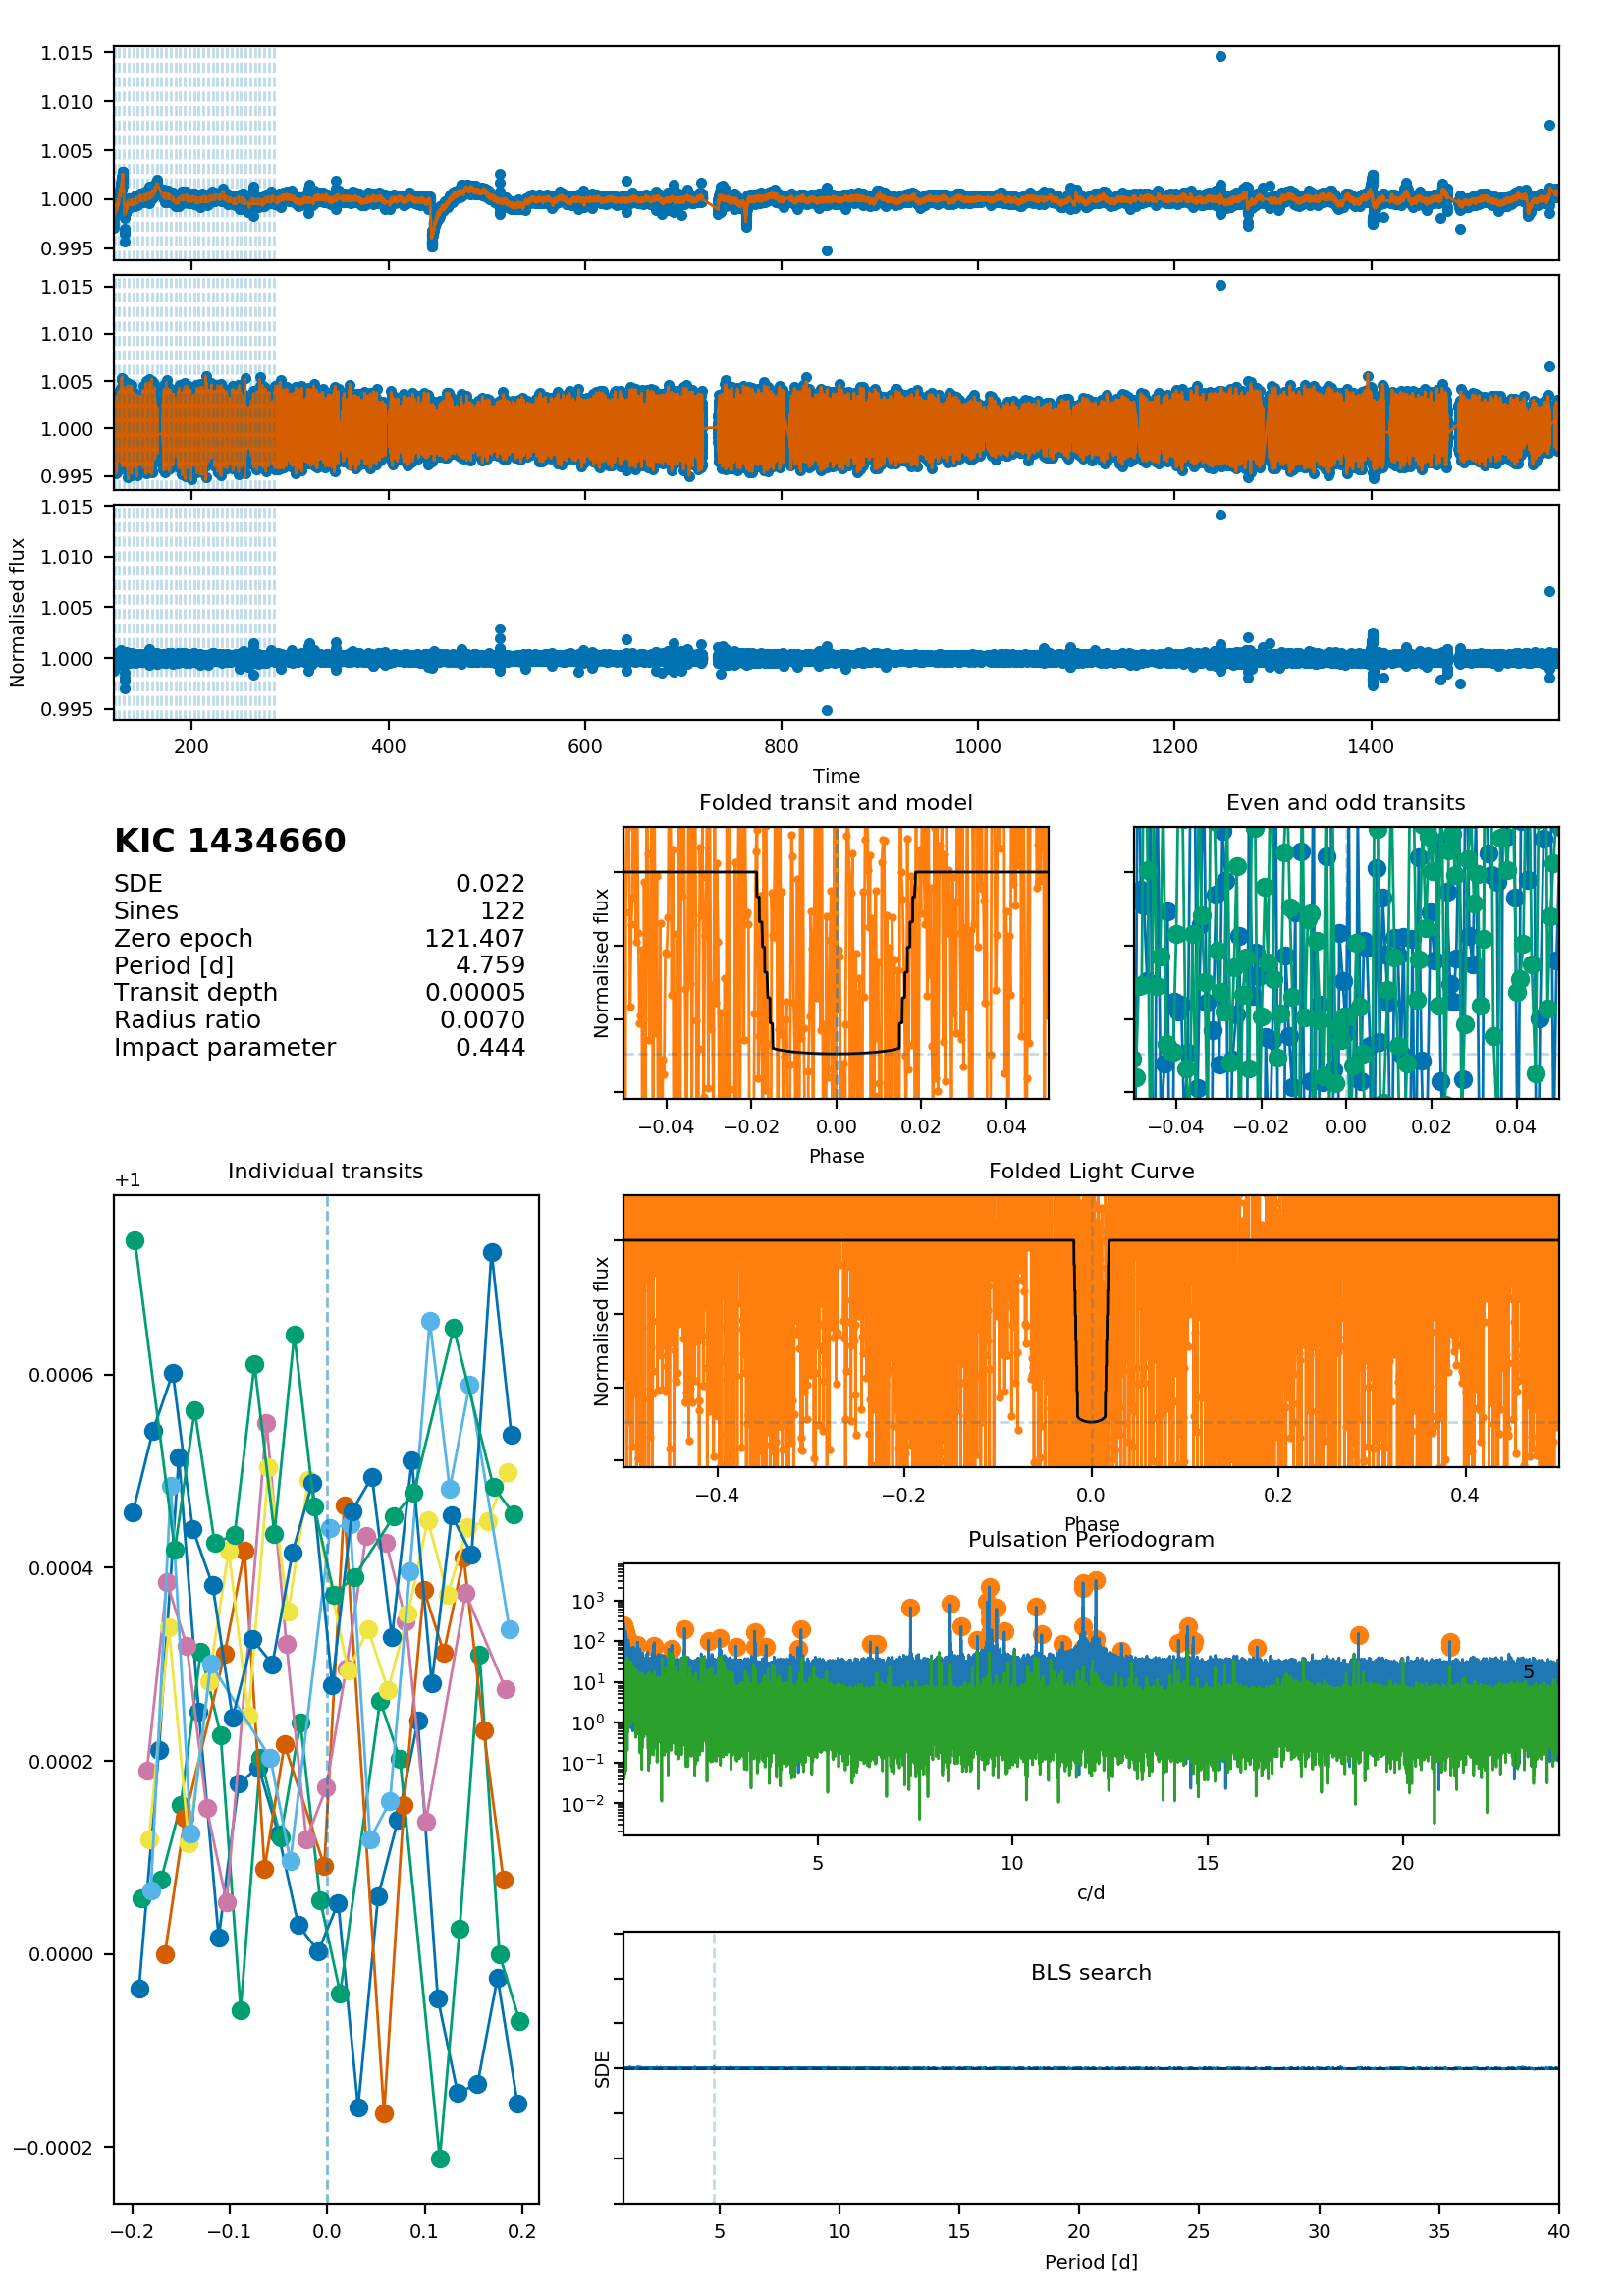 1.015
1.010
1.005
1.000
0.995
1.015
1.010
1.005
1.000
0.995
1.015
1.010
1.005
1.000
0.995
Normalised flux
200 400 600 800 1000 1200 1400
Time
KIC 1434660
SDE 0.022
Sines 122
Zero epoch 121.407
Period [d] 4.759
Transit depth 0.00005
Radius ratio 0.0070
Impact parameter 0.444
Folded transit and model
Normalised flux
−0.04 −0.02 0.00 0.02 0.04
Phase
Even and odd transits
−0.04 −0.02 0.00 0.02 0.04
Individual transits
+1
0.0006
0.0004
0.0002
0.0000
−0.0002
−0.2 −0.1 0.0 0.1 0.2
Folded Light Curve
Normalised flux
−0.4 −0.2 0.0 0.2 0.4
Phase
Pulsation Periodogram
10³
10²
10¹
10⁰
10⁻¹
10⁻²
5
5 10 15 20
c/d
BLS search
SDE
5 10 15 20 25 30 35 40
Period [d]